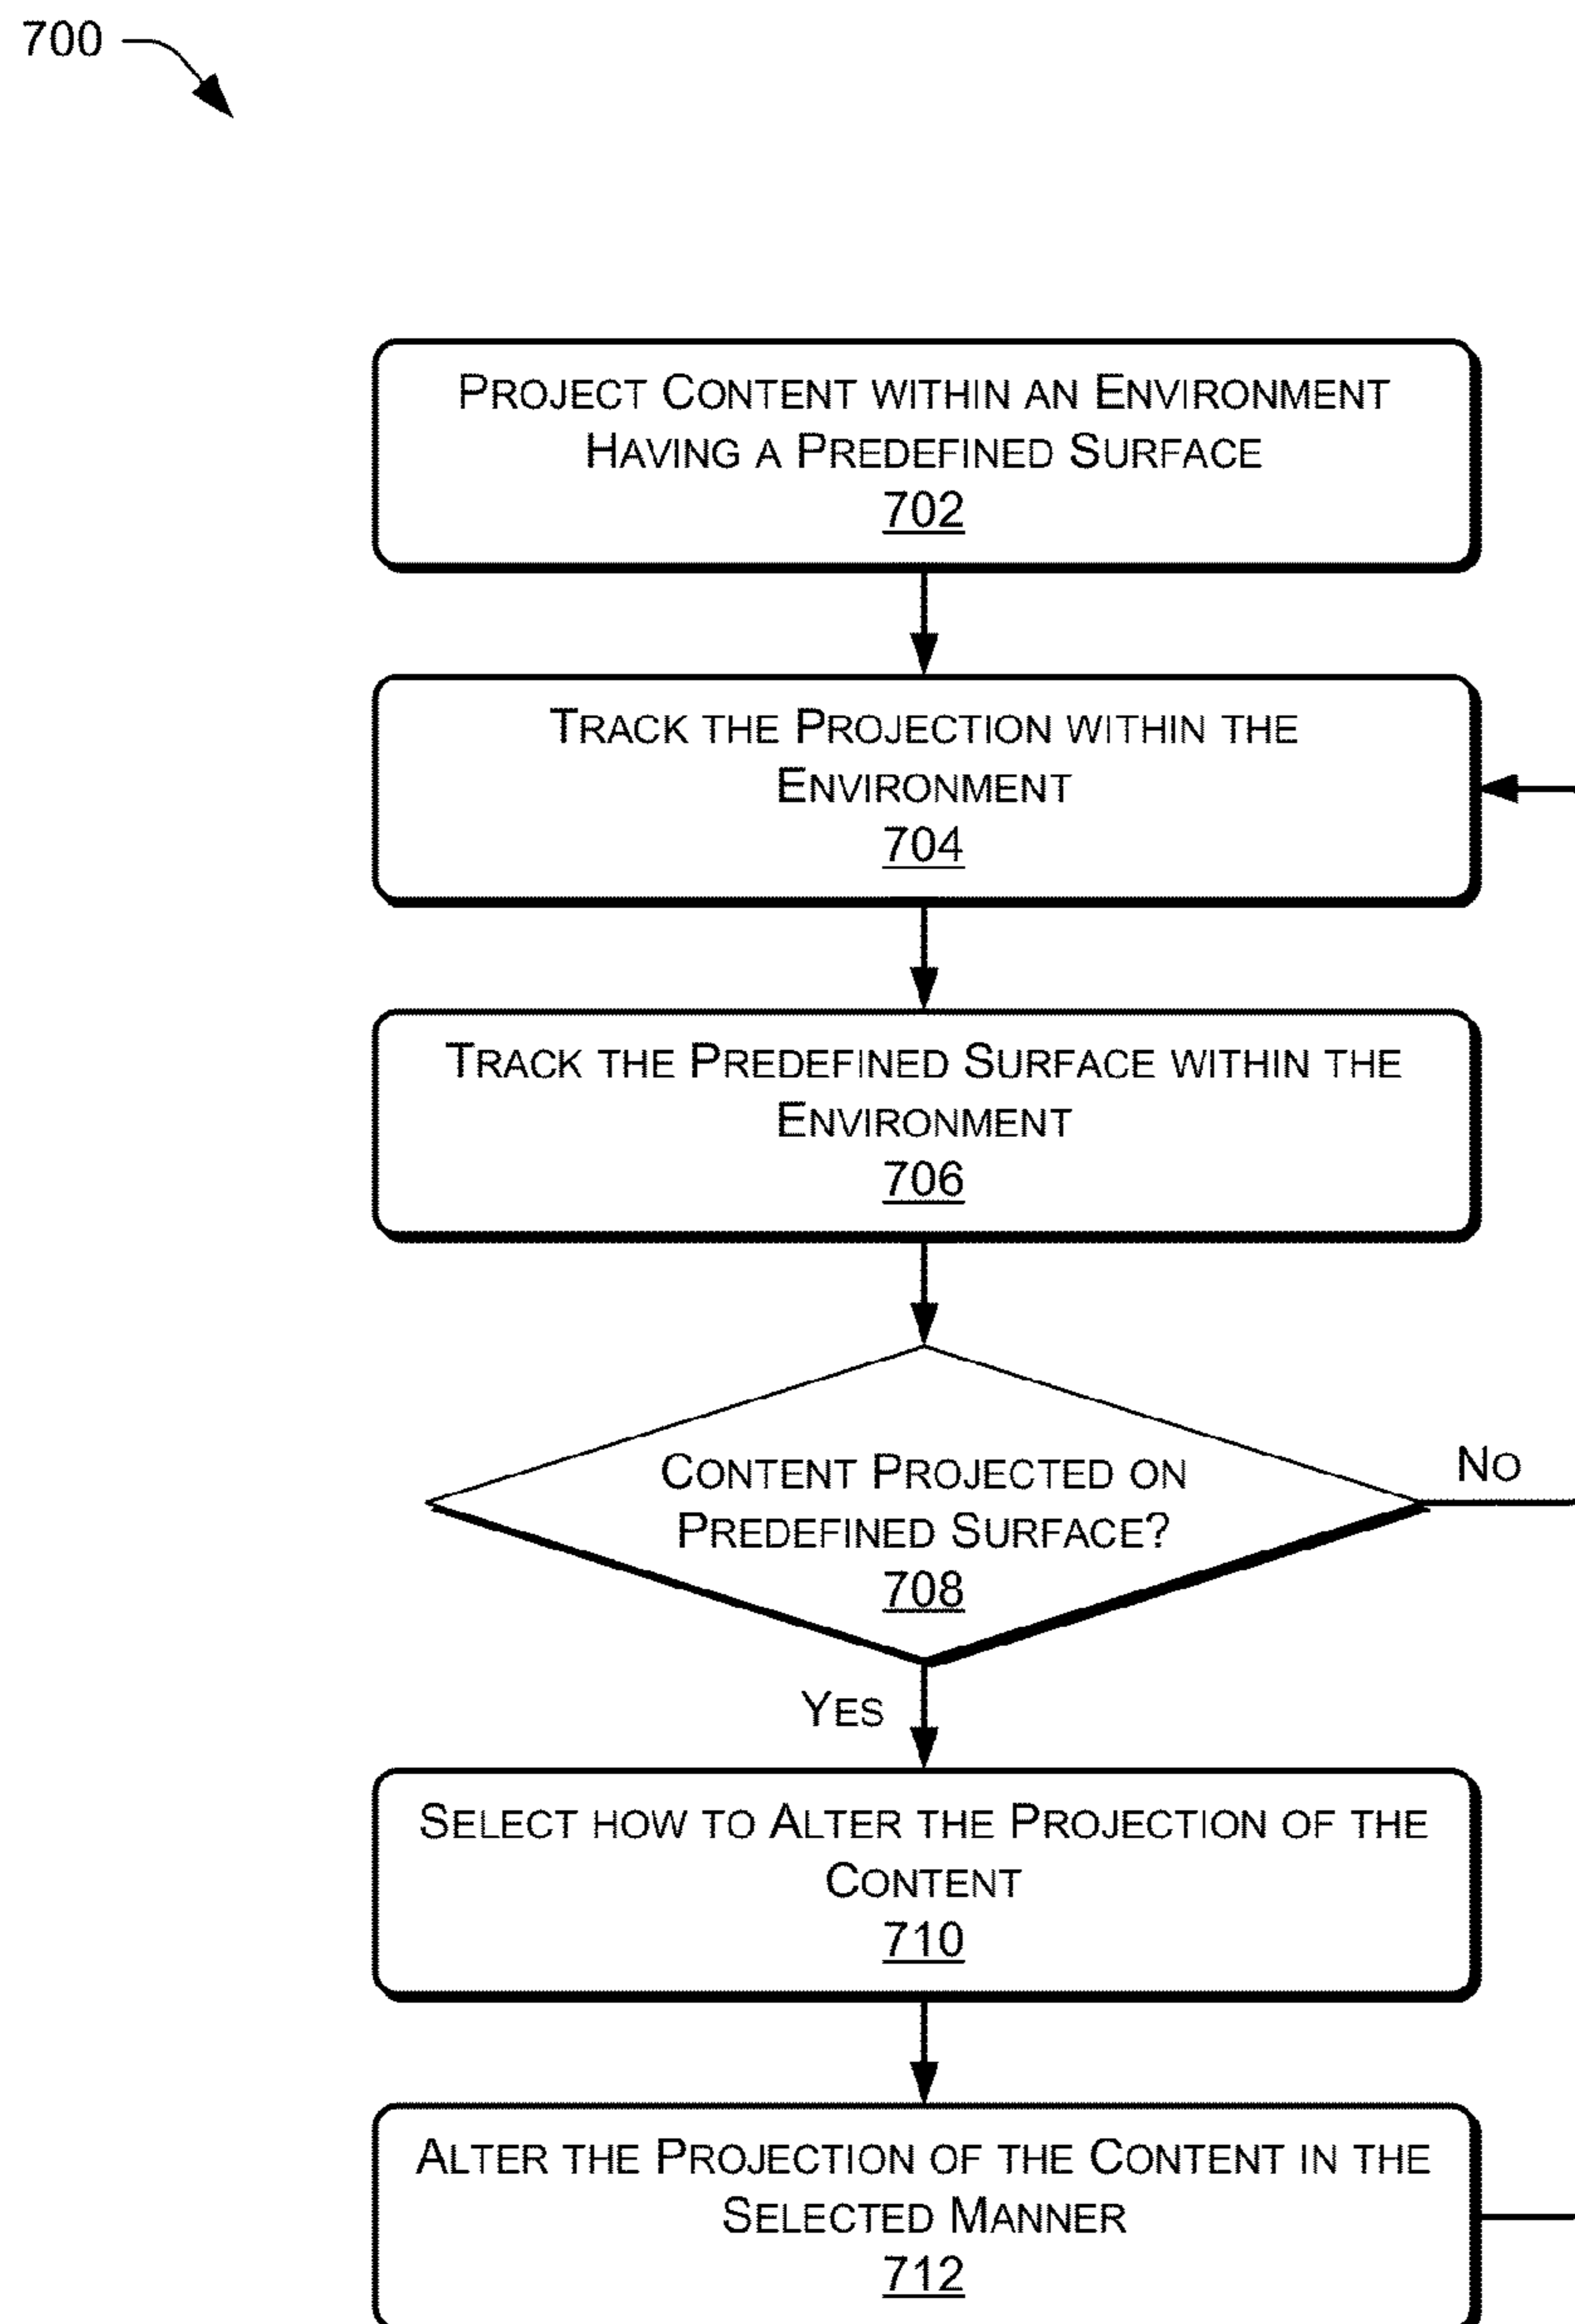 700
PROJECT CONTENT WITHIN AN ENVIRONMENT
HAVING A PREDEFINED SURFACE
702
TRACK THE PROJECTION WITHIN THE
ENVIRONMENT
704
TRACK THE PREDEFINED SURFACE WITHIN THE
ENVIRONMENT
706
CONTENT PROJECTED ON
PREDEFINED SURFACE?
708
NO
YES
SELECT HOW TO ALTER THE PROJECTION OF THE
CONTENT
710
ALTER THE PROJECTION OF THE CONTENT IN THE
SELECTED MANNER
712